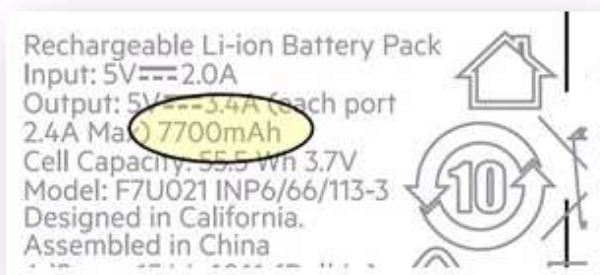 Rechargeable Li-ion Battery Pack
Input: 5V⎓2.0A
Output: 5V⎓3.4A (each port
2.4A Max) 7700mAh
Cell Capacity: 55.5 Wh 3.7V
Model: F7U021 INP6/66/113-3
Designed in California.
Assembled in China
10